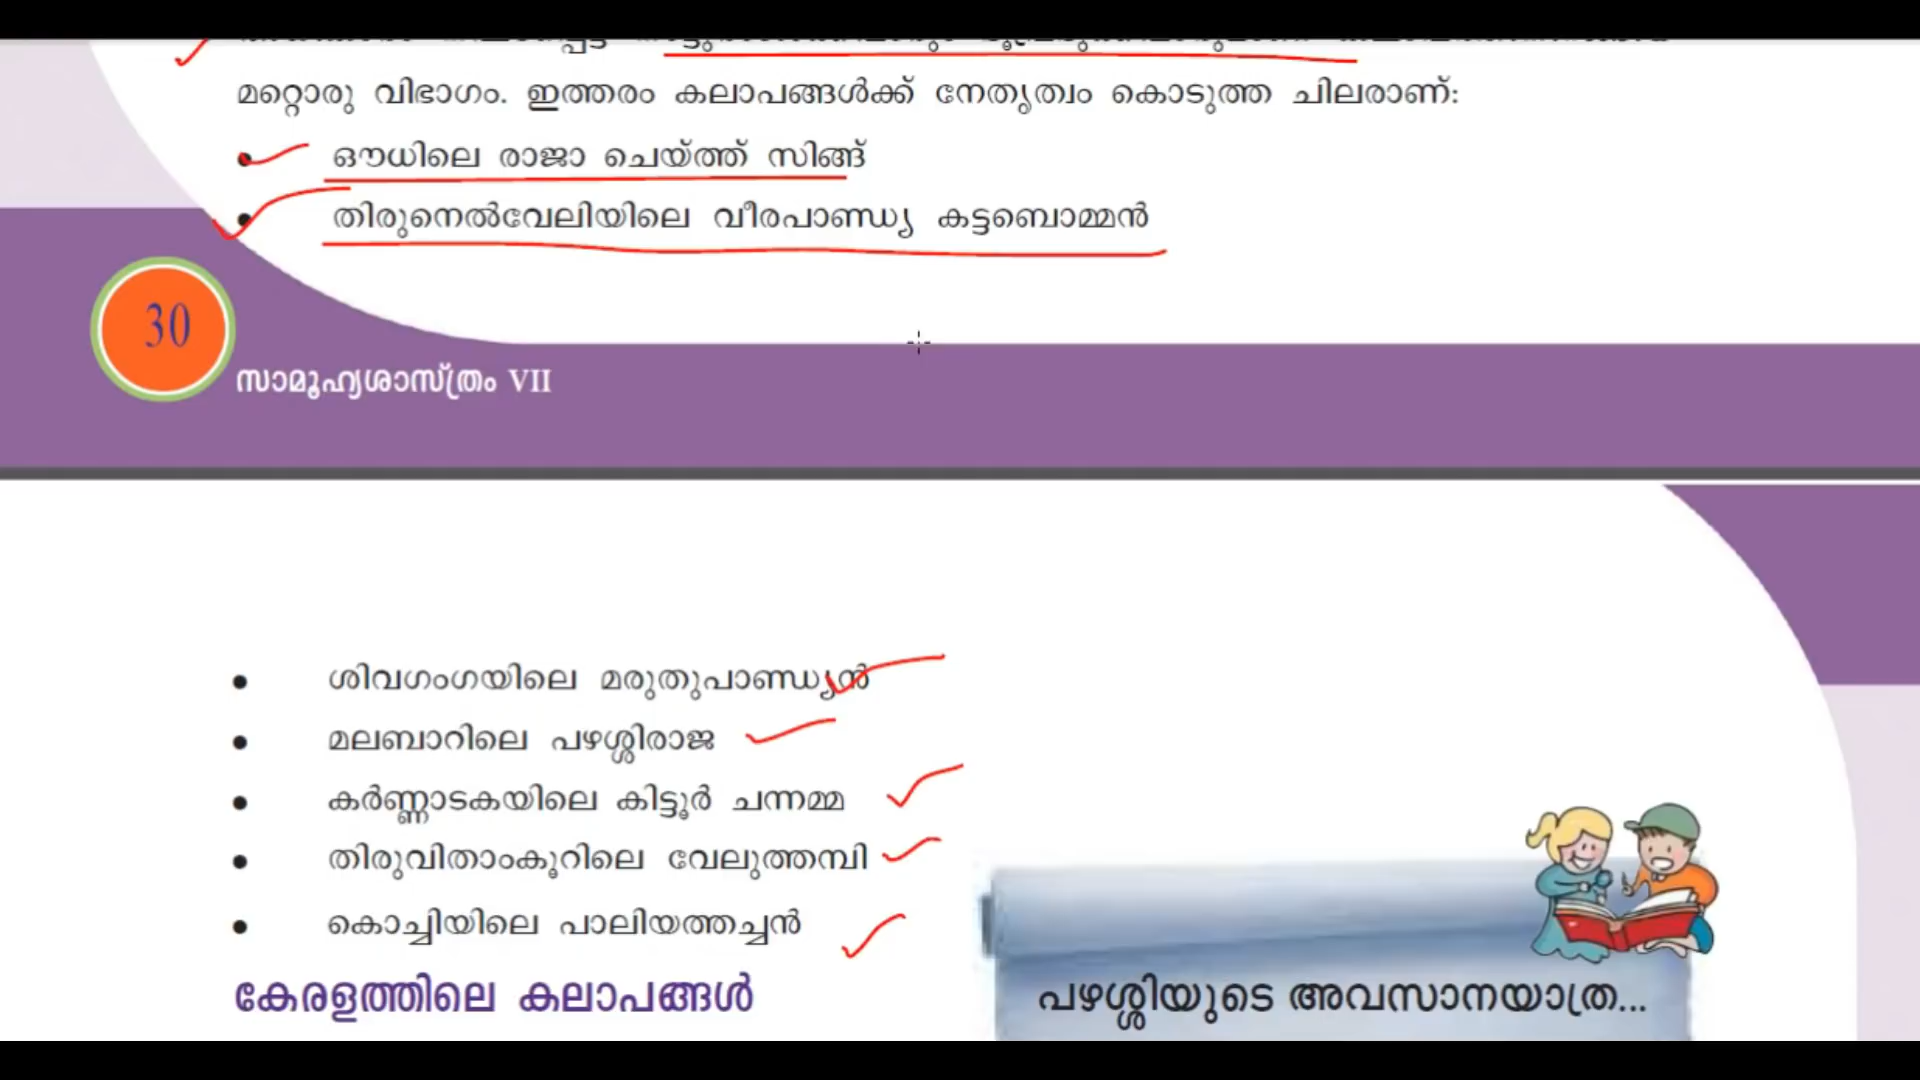 മറ്റൊരു വിഭാഗം. ഇത്തരം കലാപങ്ങൾക്ക് നേതൃത്വം കൊടുത്ത ചിലരാണ്:
• ഔധിലെ രാജാ ചെയ്ത്ത് സിങ്ങ്
• തിരുനെൽവേലിയിലെ വീരപാണ്ഡ്യ കട്ടബൊമ്മൻ
30
സാമൂഹ്യശാസ്ത്രം VII
• ശിവഗംഗയിലെ മരുതുപാണ്ഡ്യൻ
• മലബാറിലെ പഴശ്ശിരാജ
• കർണ്ണാടകയിലെ കിട്ടൂർ ചന്നമ്മ
• തിരുവിതാംകൂറിലെ വേലുത്തമ്പി
• കൊച്ചിയിലെ പാലിയത്തച്ചൻ
കേരളത്തിലെ കലാപങ്ങൾ
പഴശ്ശിയുടെ അവസാനയാത്ര...